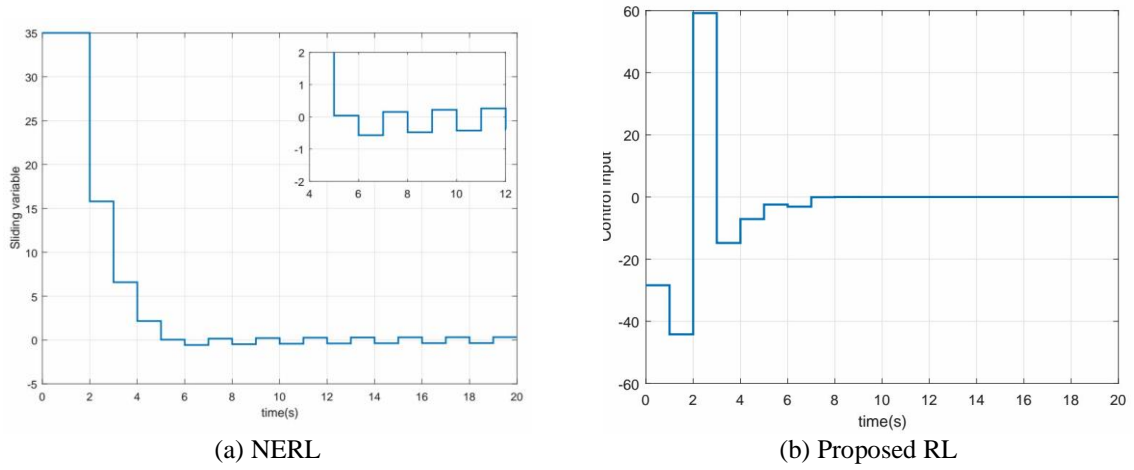 35
30
25
20
15
10
5
0
-5
0 2 4 6 8 10 12 14 16 18 20
Sliding variable
time(s)
2
1
0
-1
-2
4 6 8 10 12
(a) NERL
60
40
20
0
-20
-40
-60
0 2 4 6 8 10 12 14 16 18 20
Control Input
time(s)
(b) Proposed RL